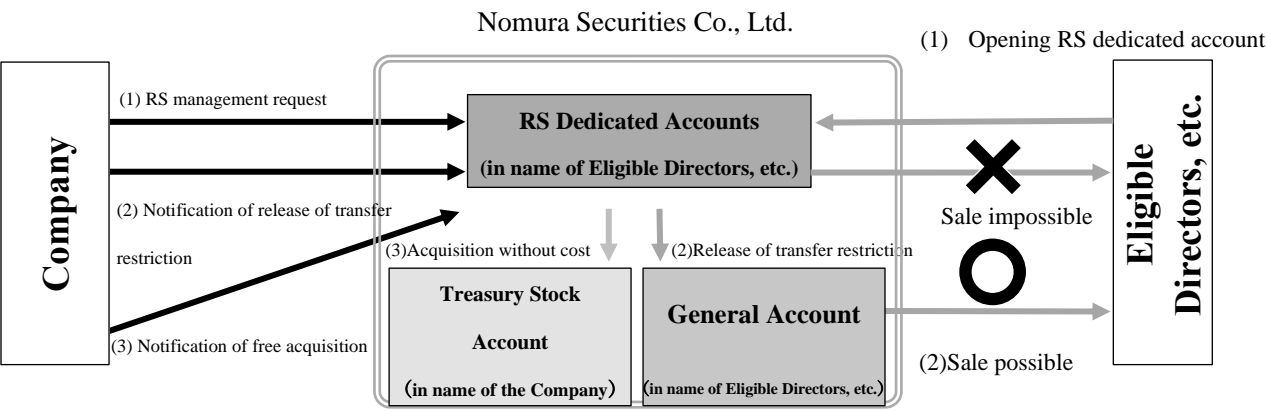 Nomura Securities Co., Ltd.
(1) Opening RS dedicated account
Company
(1) RS management request
RS Dedicated Accounts
(in name of Eligible Directors, etc.)
Eligible
Directors, etc.
(2) Notification of release of transfer
restriction
Sale impossible
(3)Acquisition without cost
(2)Release of transfer restriction
Treasury Stock
Account
(in name of the Company)
General Account
(in name of Eligible Directors, etc.)
(3) Notification of free acquisition
(2)Sale possible